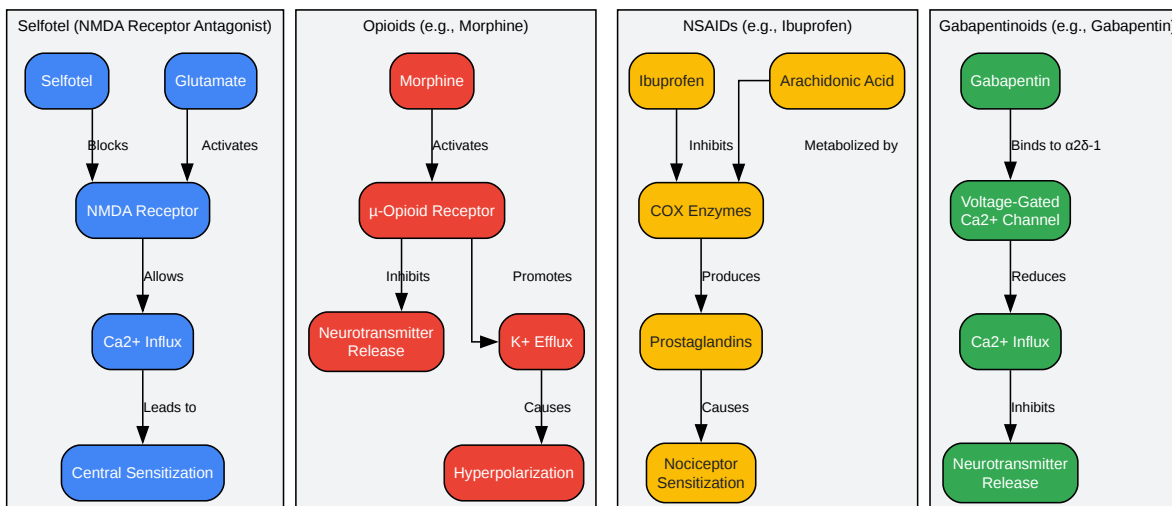 Selfotel (NMDA Receptor Antagonist)
Selfotel
Glutamate
Blocks
Activates
NMDA Receptor
Allows
Ca2+ Influx
Leads to
Central Sensitization
Opioids (e.g., Morphine)
Morphine
Activates
µ-Opioid Receptor
Inhibits
Promotes
Neurotransmitter
Release
K+ Efflux
Causes
Hyperpolarization
NSAIDs (e.g., Ibuprofen)
Ibuprofen
Arachidonic Acid
Inhibits
Metabolized by
COX Enzymes
Produces
Prostaglandins
Causes
Nociceptor
Sensitization
Gabapentinoids (e.g., Gabapentin)
Gabapentin
Binds to α2δ-1
Voltage-Gated
Ca2+ Channel
Reduces
Ca2+ Influx
Inhibits
Neurotransmitter
Release